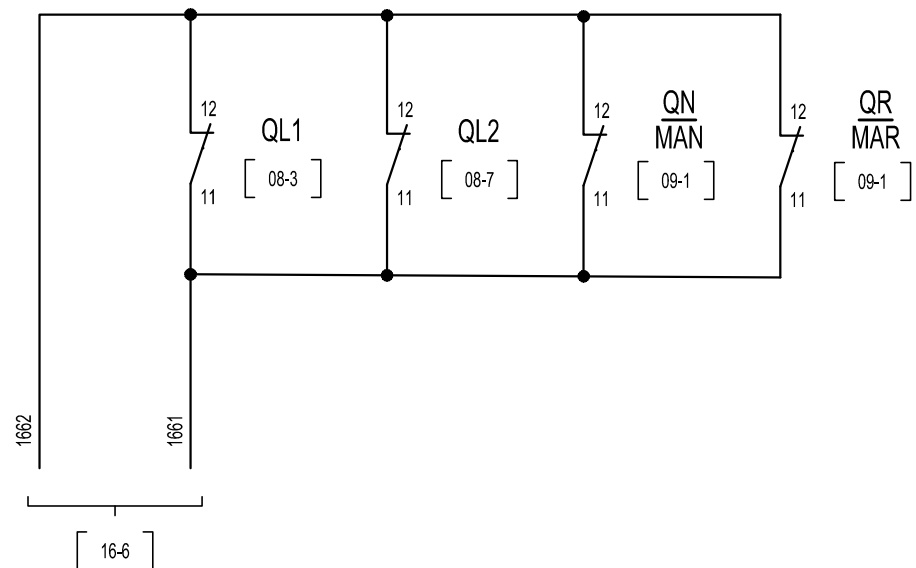 12
QL1
[ 08-3 ]
11
12
QL2
[ 08-7 ]
11
12
QN
MAN
[ 09-1 ]
11
12
QR
MAR
[ 09-1 ]
11
1662
1661
[ 16-6 ]